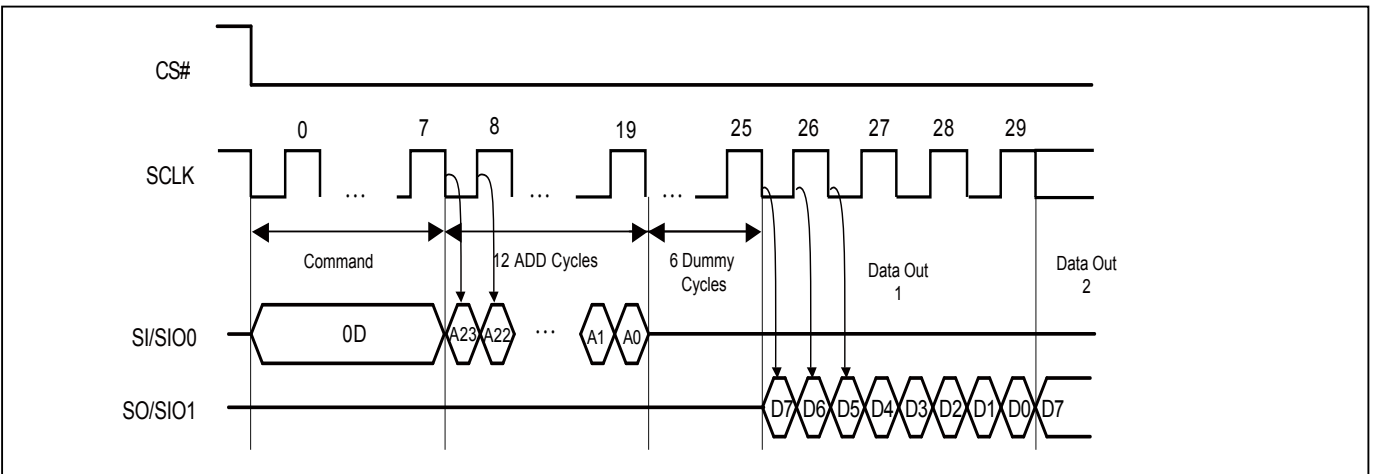 CS#
0 7 8 19 25 26 27 28 29
SCLK
... ... ...
Command 12 ADD Cycles 6 Dummy Cycles Data Out 1 Data Out 2
SI/SIO0 0D A23 A22 ... A1 A0
SO/SIO1 D7 D6 D5 D4 D3 D2 D1 D0 D7